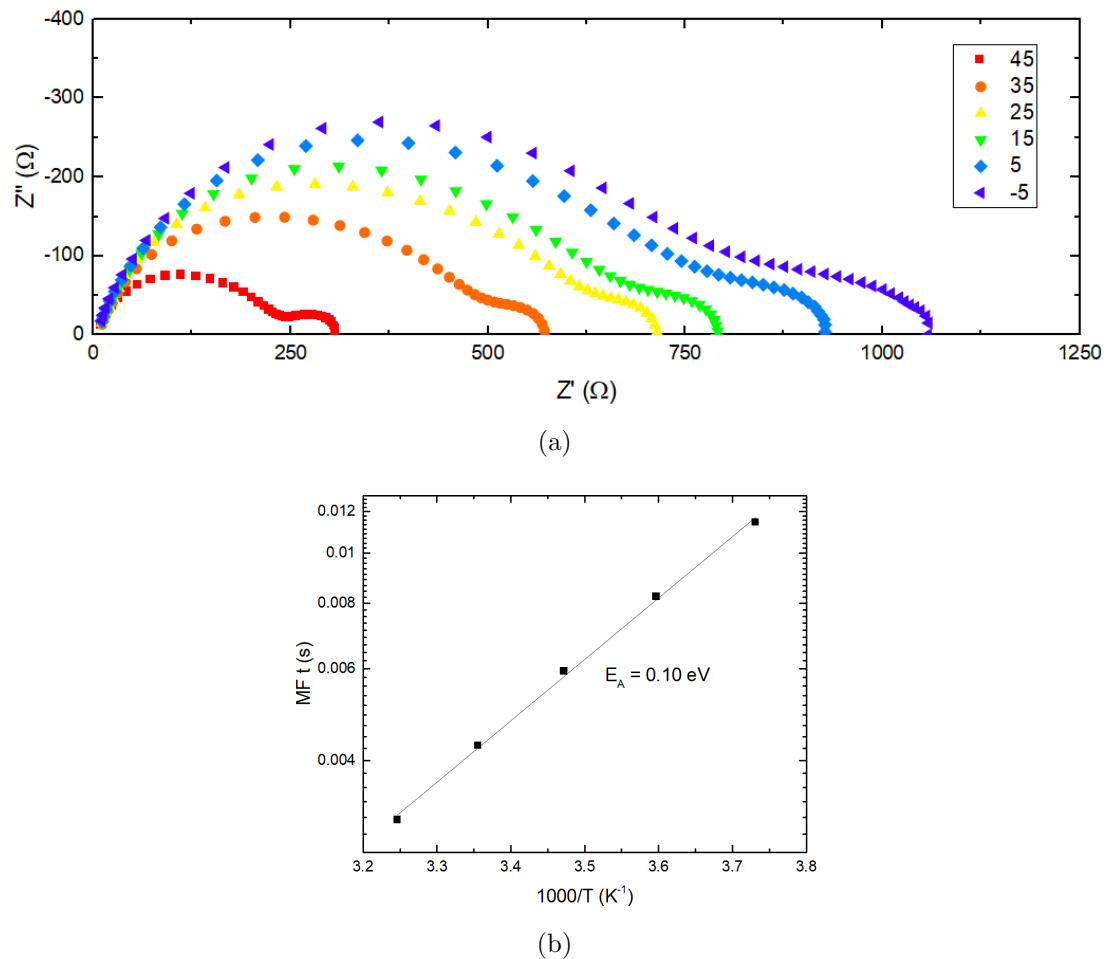 -400
-300
-200
-100
0
Z'' (Ω)
0 250 500 750 1000 1250
Z' (Ω)
45
35
25
15
5
-5
(a)
0.012
0.01
0.008
0.006
0.004
MF t (s)
E_A = 0.10 eV
3.2 3.3 3.4 3.5 3.6 3.7 3.8
1000/T (K⁻¹)
(b)